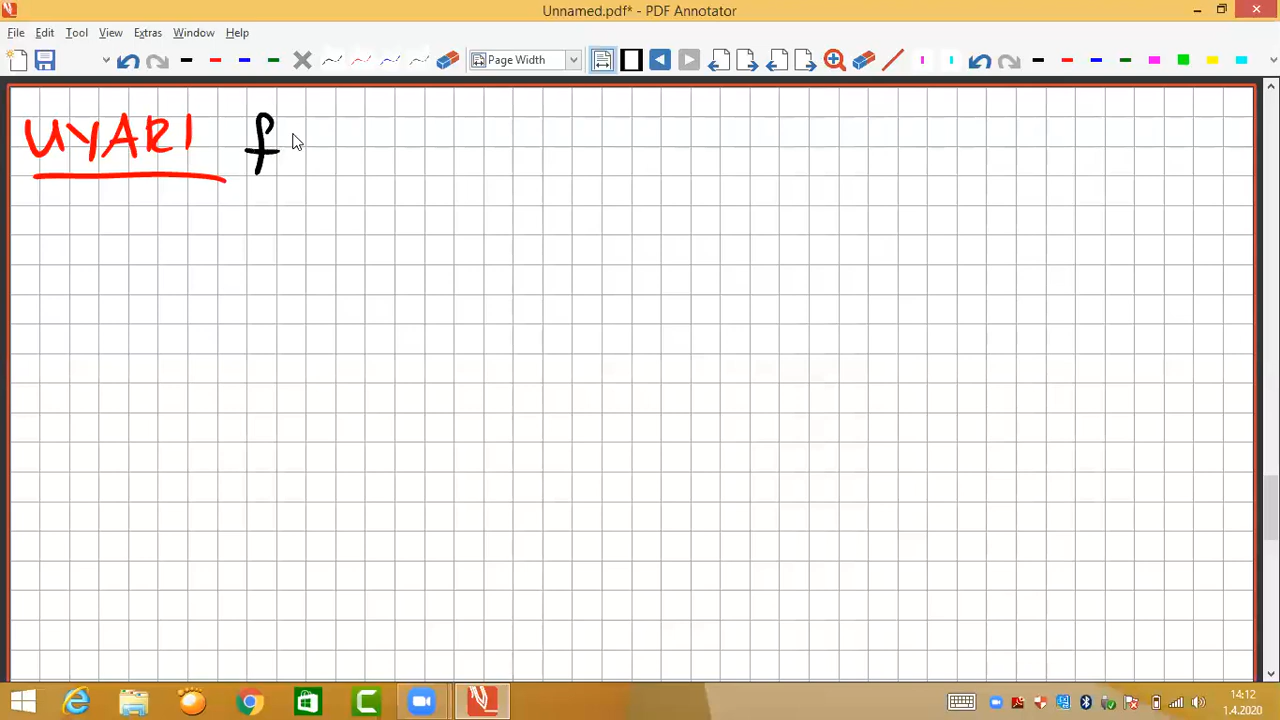 Unnamed.pdf* - PDF Annotator
File Edit Tool View Extras Window Help
Page Width
UYARI f
14:12
1.4.2020